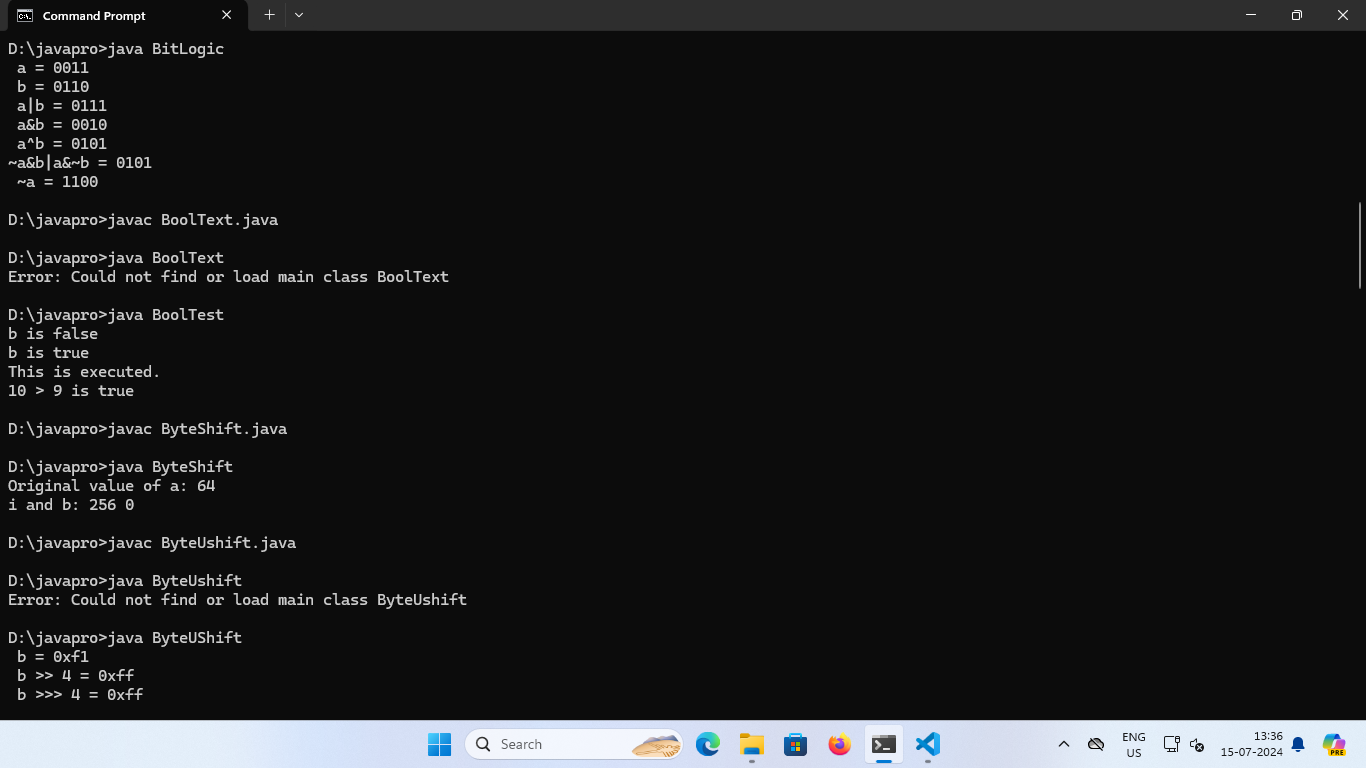 Command Prompt
D:\javapro>java BitLogic
a = 0011
b = 0110
a|b = 0111
a&b = 0010
a^b = 0101
~a&b|a&~b = 0101
~a = 1100
D:\javapro>javac BoolText.java
D:\javapro>java BoolText
Error: Could not find or load main class BoolText
D:\javapro>java BoolTest
b is false
b is true
This is executed.
10 > 9 is true
D:\javapro>javac ByteShift.java
D:\javapro>java ByteShift
Original value of a: 64
i and b: 256 0
D:\javapro>javac ByteUshift.java
D:\javapro>java ByteUshift
Error: Could not find or load main class ByteUshift
D:\javapro>java ByteUShift
b = 0xf1
b >> 4 = 0xff
b >>> 4 = 0xff
Search
ENG
US
13:36
15-07-2024
PRE